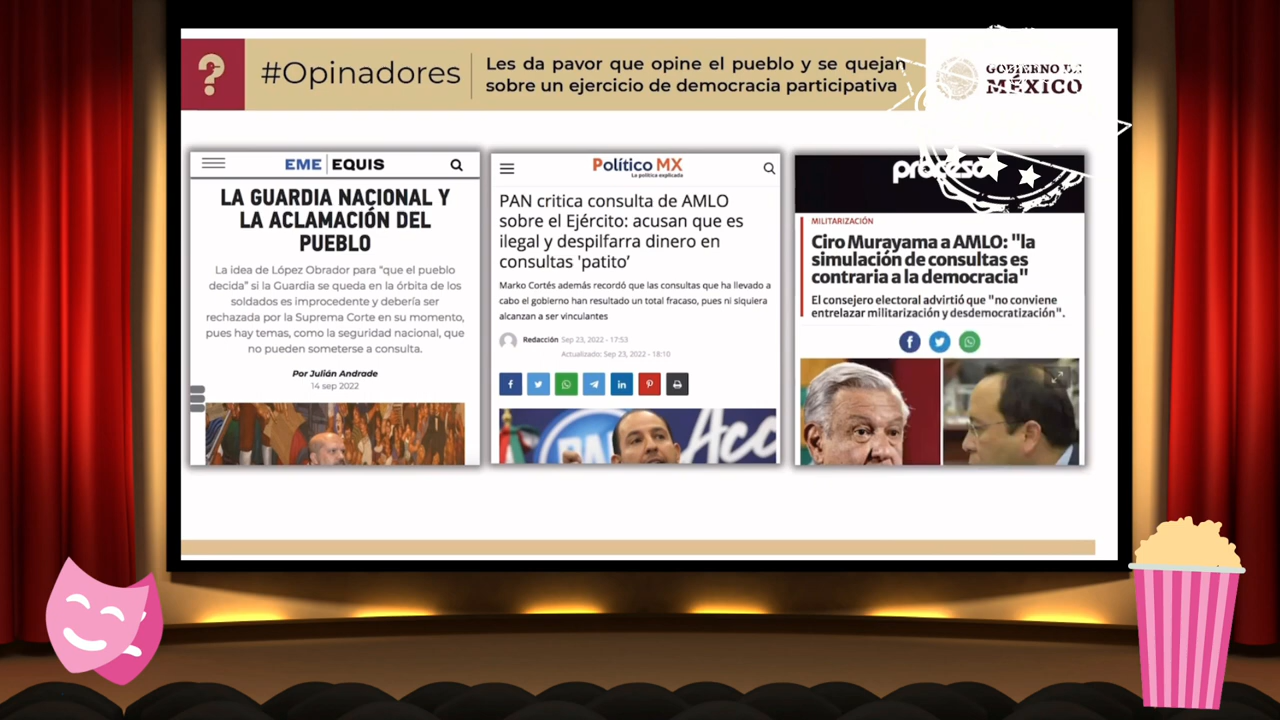 ?
#Opinadores
Les da pavor que opine el pueblo y se quejan
sobre un ejercicio de democracia participativa
GOBIERNO DE
MÉXICO
EME EQUIS
LA GUARDIA NACIONAL Y
LA ACLAMACIÓN DEL
PUEBLO
La idea de López Obrador para "que el pueblo
decida" si la Guardia se queda en la órbita de los
soldados es improcedente y debería ser
rechazada por la Suprema Corte en su momento,
pues hay temas, como la seguridad nacional, que
no pueden someterse a consulta.
Por Julián Andrade
14 sep 2022
Político MX
La política explicada
PAN critica consulta de AMLO
sobre el Ejército: acusan que es
ilegal y despilfarra dinero en
consultas 'patito'
Marko Cortés además recordó que las consultas que ha llevado a
cabo el gobierno han resultado un total fracaso, pues ni siquiera
alcanzan a ser vinculantes
Redacción Sep 23, 2022 - 17:53
Actualizado: Sep 23, 2022 - 18:10
PAN
Acc
proceso
MILITARIZACIÓN
Ciro Murayama a AMLO: "la
simulación de consultas es
contraria a la democracia"
El consejero electoral advirtió que "no conviene
entrelazar militarización y desdemocratización".